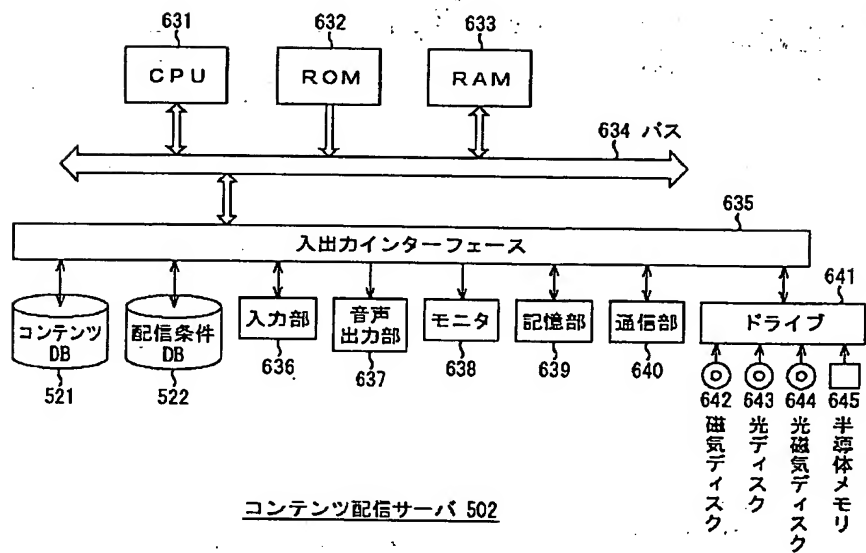 631
632
633
CPU
ROM
RAM
634 バス
635
入出力インターフェース
641
コンテンツ
DB
配信条件
DB
入力部
音声
出力部
モニタ
記憶部
通信部
ドライブ
521
522
636
637
638
639
640
642
643
644
645
磁気ディスク
光ディスク
光磁気ディスク
半導体メモリ
コンテンツ配信サーバ 502